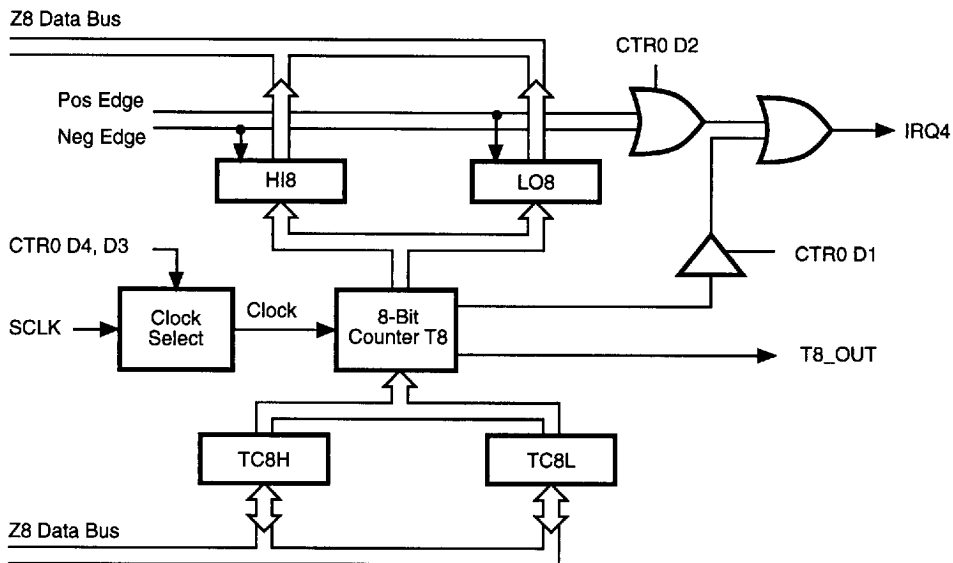 Z8 Data Bus
CTR0 D2
Pos Edge
Neg Edge
IRQ4
HI8
LO8
CTR0 D4, D3
CTR0 D1
SCLK
Clock
Select
Clock
8-Bit
Counter T8
T8_OUT
TC8H
TC8L
Z8 Data Bus